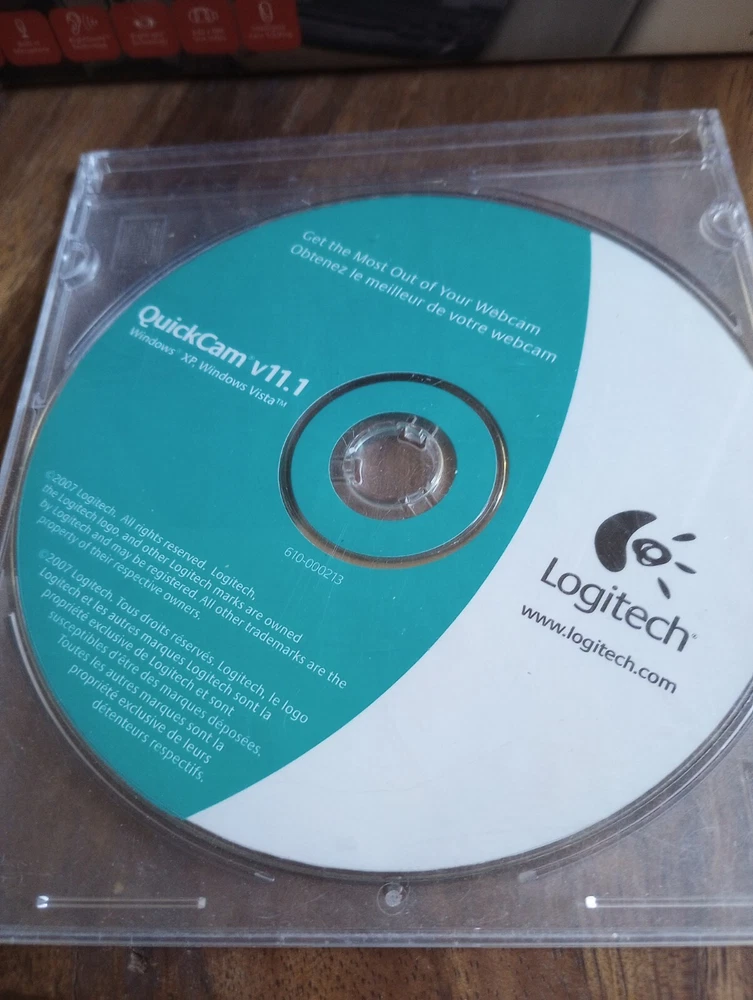 Get the Most Out of Your Webcam
Obtenez le meilleur de votre webcam
QuickCam® v11.1
Windows® XP, Windows Vista™
©2007 Logitech. All rights reserved. Logitech,
the Logitech logo, and other Logitech marks are owned
by Logitech and may be registered. All other trademarks are the
property of their respective owners.
©2007 Logitech. Tous droits réservés. Logitech, le logo
Logitech et les autres marques Logitech sont la
propriété exclusive de Logitech et sont
susceptibles d'être des marques déposées.
Toutes les autres marques sont la
propriété exclusive de leurs
détenteurs respectifs.
610-000213
Logitech®
www.logitech.com